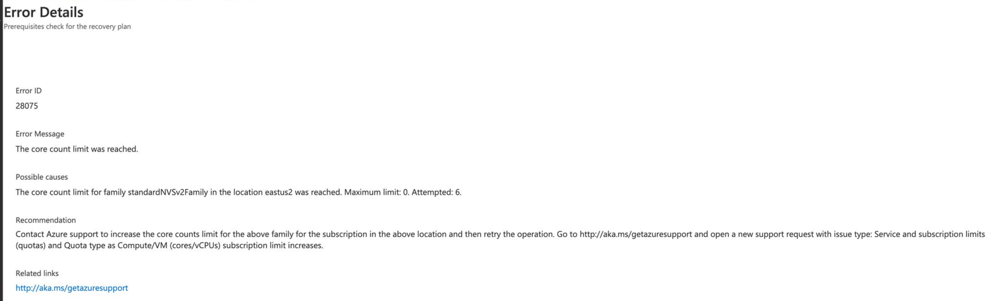 Error Details
Prerequisites check for the recovery plan
Error ID
28075
Error Message
The core count limit was reached.
Possible causes
The core count limit for family standardNVSv2Family in the location eastus2 was reached. Maximum limit: 0. Attempted: 6.
Recommendation
Contact Azure support to increase the core counts limit for the above family for the subscription in the above location and then retry the operation. Go to http://aka.ms/getazuresupport and open a new support request with issue type: Service and subscription limits
(quotas) and Quota type as Compute/VM (cores/vCPUs) subscription limit increases.
Related links
http://aka.ms/getazuresupport